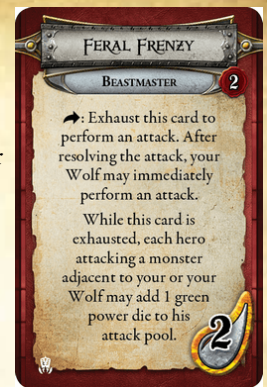 FERAL FRENZY
BEASTMASTER
2
: Exhaust this card to
perform an attack. After
resolving the attack, your
Wolf may immediately
perform an attack.
While this card is
exhausted, each hero
attacking a monster
adjacent to your or your
Wolf may add 1 green
power die to his
attack pool.
2